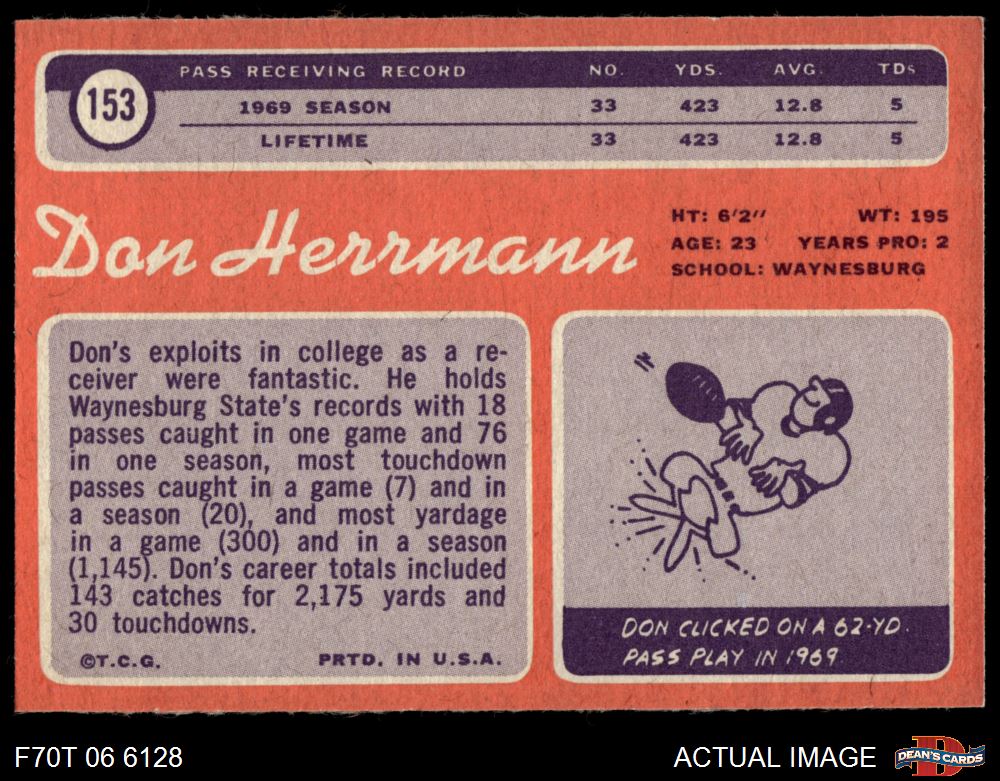 153
PASS RECEIVING RECORD NO. YDS. AVG. TDs
1969 SEASON 33 423 12.8 5
LIFETIME 33 423 12.8 5
Don Herrmann
HT: 6'2" WT: 195
AGE: 23 YEARS PRO: 2
SCHOOL: WAYNESBURG
Don's exploits in college as a re-
ceiver were fantastic. He holds
Waynesburg State's records with 18
passes caught in one game and 76
in one season, most touchdown
passes caught in a game (7) and in
a season (20), and most yardage
in a game (300) and in a season
(1,145). Don's career totals included
143 catches for 2,175 yards and
30 touchdowns.
©T.C.G. PRTD. IN U.S.A.
DON CLICKED ON A 62-YD.
PASS PLAY IN 1969.
F70T 06 6128
ACTUAL IMAGE
D
DEAN'S CARDS